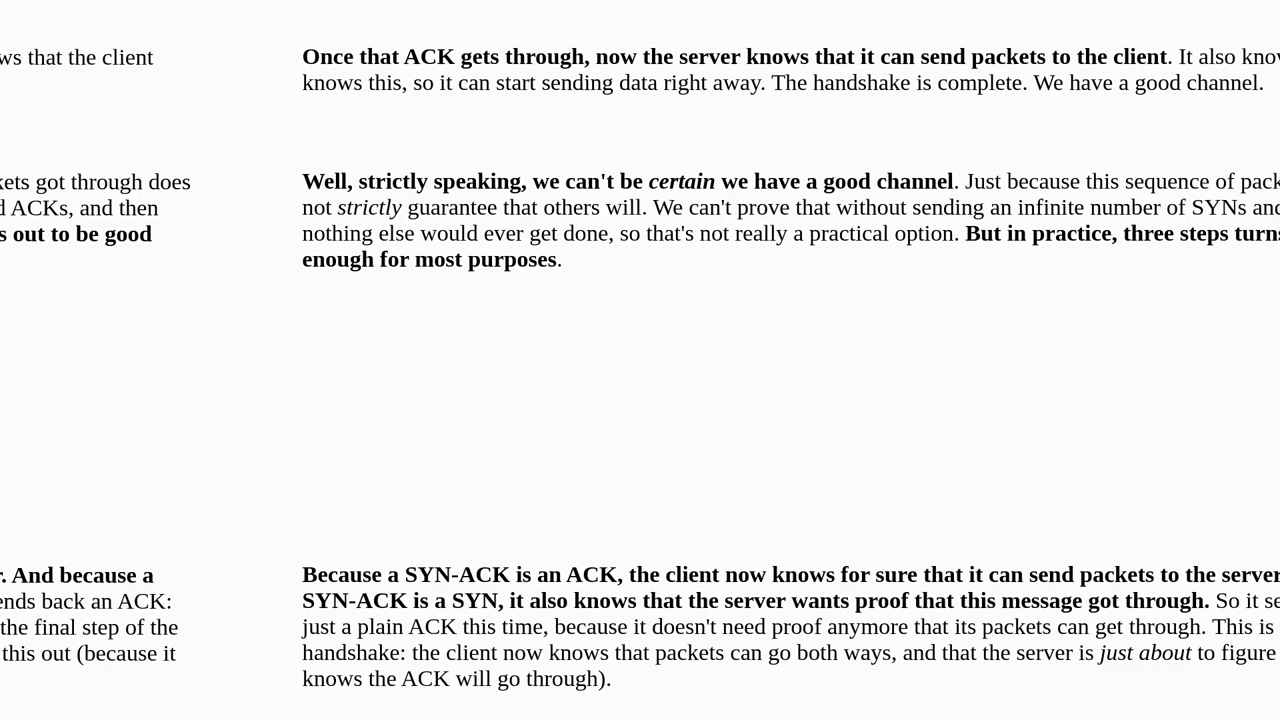 ws that the client
kets got through does
d ACKs, and then
s out to be good
r. And because a
ends back an ACK:
the final step of the
this out (because it
Once that ACK gets through, now the server knows that it can send packets to the client. It also know
knows this, so it can start sending data right away. The handshake is complete. We have a good channel.
Well, strictly speaking, we can't be certain we have a good channel. Just because this sequence of pack
not strictly guarantee that others will. We can't prove that without sending an infinite number of SYNs and
nothing else would ever get done, so that's not really a practical option. But in practice, three steps turns
enough for most purposes.
Because a SYN-ACK is an ACK, the client now knows for sure that it can send packets to the server
SYN-ACK is a SYN, it also knows that the server wants proof that this message got through. So it se
just a plain ACK this time, because it doesn't need proof anymore that its packets can get through. This is
handshake: the client now knows that packets can go both ways, and that the server is just about to figure
knows the ACK will go through).